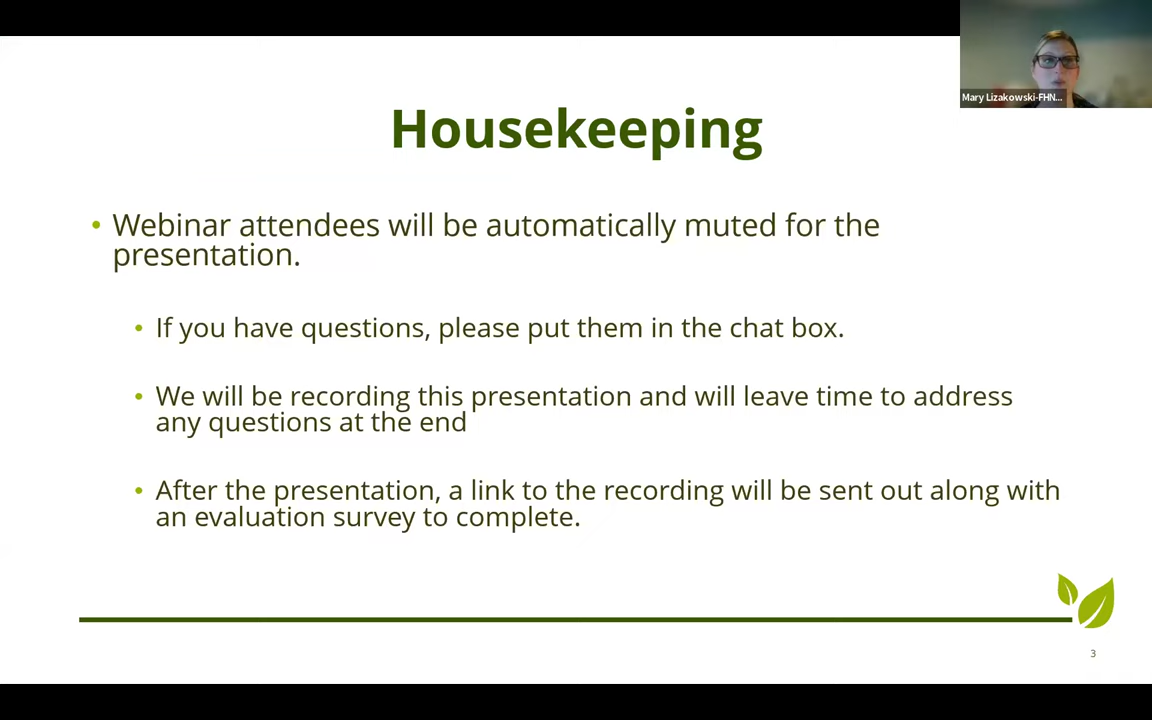 Mary Lizakowski-FHN...
Housekeeping
• Webinar attendees will be automatically muted for the
presentation.
• If you have questions, please put them in the chat box.
• We will be recording this presentation and will leave time to address
any questions at the end
• After the presentation, a link to the recording will be sent out along with
an evaluation survey to complete.
3